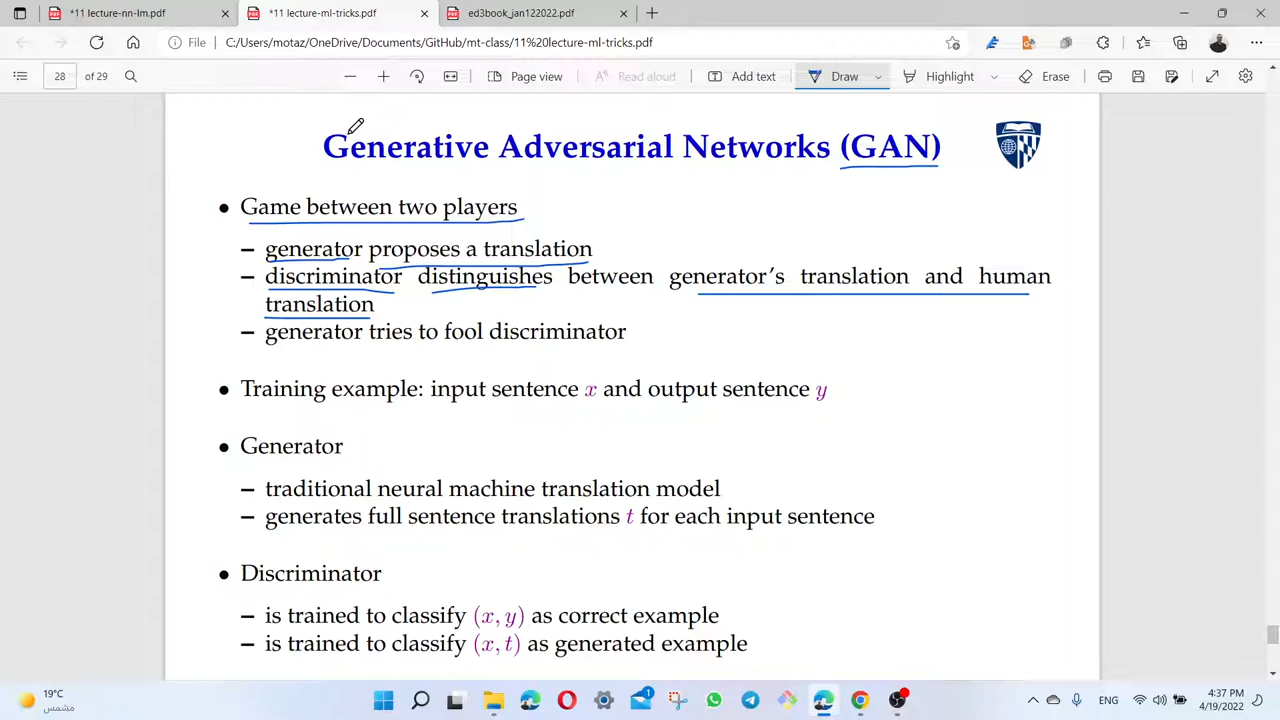 *11 lecture-nn-lm.pdf
*11 lecture-ml-tricks.pdf
ed3book_jan122022.pdf
File
C:/Users/motaz/OneDrive/Documents/GitHub/mt-class/11%20lecture-ml-tricks.pdf
28 of 29
Page view
Read aloud
Add text
Draw
Highlight
Erase
Generative Adversarial Networks (GAN)
• Game between two players
– generator proposes a translation
– discriminator distinguishes between generator's translation and human
translation
– generator tries to fool discriminator
• Training example: input sentence x and output sentence y
• Generator
– traditional neural machine translation model
– generates full sentence translations t for each input sentence
• Discriminator
– is trained to classify (x, y) as correct example
– is trained to classify (x, t) as generated example
19°C
مشمس
1
ENG
4:37 PM
4/19/2022